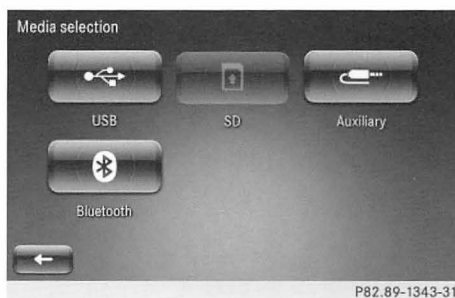 Media selection
USB SD Auxiliary
Bluetooth
P82.89-1343-31